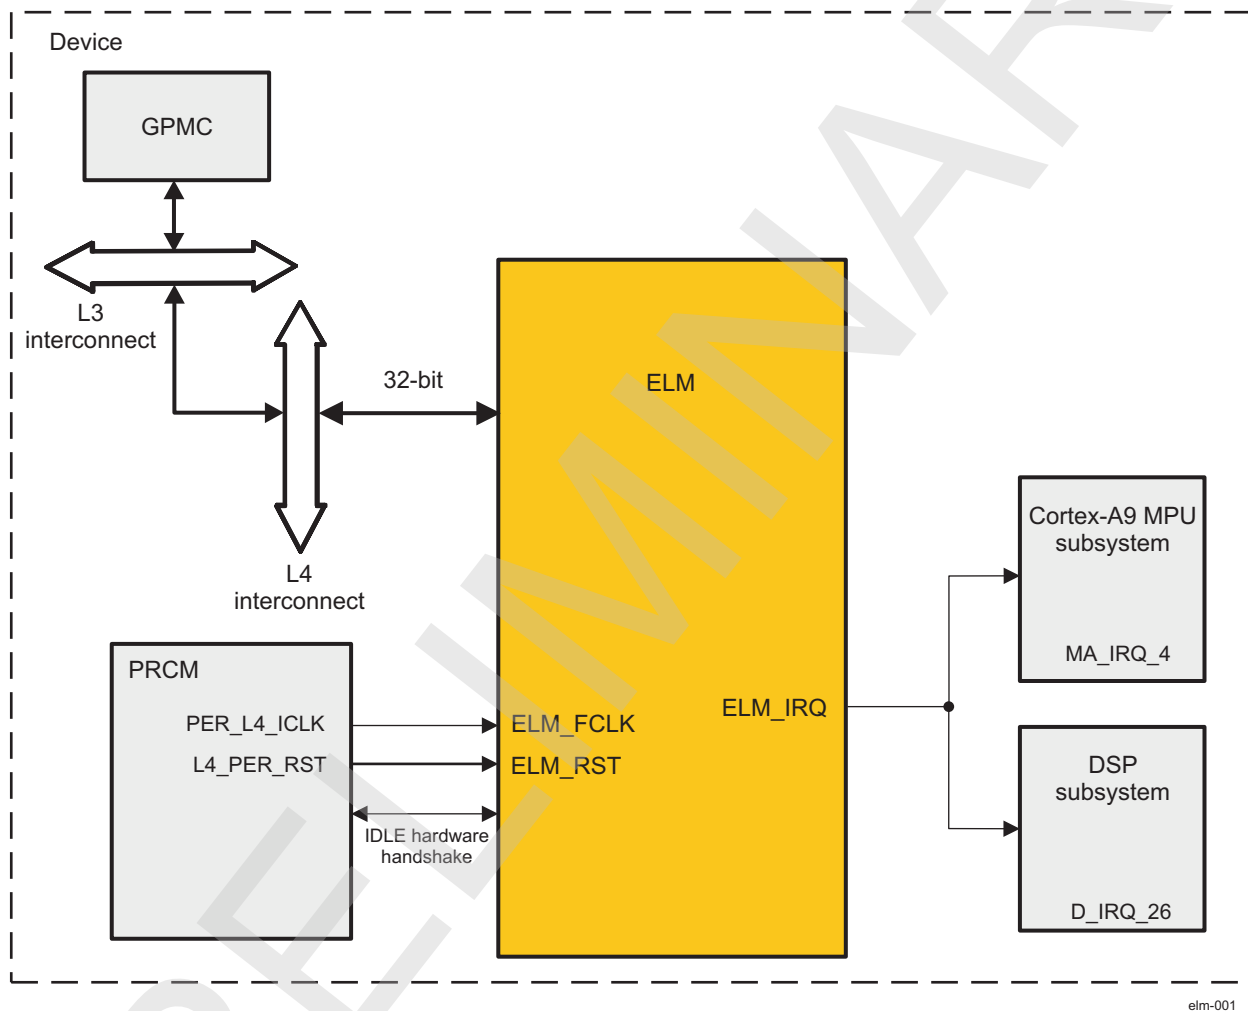 Device
GPMC
L3
interconnect
32-bit
ELM
L4
interconnect
Cortex-A9 MPU
subsystem
MA_IRQ_4
PRCM
PER_L4_ICLK
ELM_FCLK
ELM_IRQ
L4_PER_RST
ELM_RST
IDLE hardware
handshake
DSP
subsystem
D_IRQ_26
elm-001
PRELIMINAR